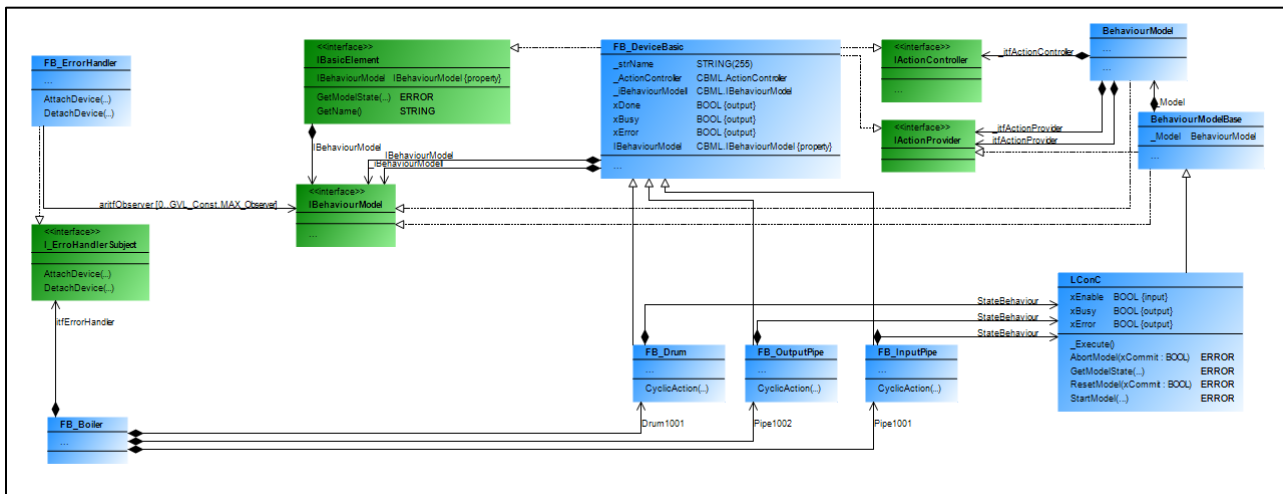 FB_ErrorHandler
...
AttachDevice(..)
DetachDevice(..)
<<interface>>
IBasicElement
IBehaviourModel IBehaviourModel {property}
GetModelState(...) ERROR
GetName() STRING
FB_DeviceBasic
_strName STRING(255)
_ActionController CBML.ActionController
_iBehaviourModell CBML.IBehaviourModel
xDone BOOL {output}
xBusy BOOL {output}
xError BOOL {output}
IBehaviourModel CBML.IBehaviourModel {property}
...
<<interface>>
IActionController
...
_itfActionController
BehaviourModel
...
...
_Model
<<interface>>
IActionProvider
_itfActionProvider
itfActionProvider
BehaviourModelBase
_Model BehaviourModel
...
IBehaviourModel
IBehaviourModel
_iBehaviourModell
<<interface>>
IBehaviourModel
...
aritfObserver [0..GVL_Const.MAX_Observer]
<<interface>>
I_ErroHandlerSubject
AttachDevice(..)
DetachDevice(..)
itfErrorHandler
LConC
xEnable BOOL {input}
xBusy BOOL {output}
xError BOOL {output}
_Execute()
AbortModel(xCommit : BOOL) ERROR
GetModelState(...) ERROR
ResetModel(xCommit : BOOL) ERROR
StartModel(...) ERROR
StateBehaviour
StateBehaviour
StateBehaviour
FB_Drum
...
CyclicAction(..)
FB_OutputPipe
...
CyclicAction(..)
FB_InputPipe
...
CyclicAction(..)
FB_Boiler
...
Drum1001
Pipe1002
Pipe1001